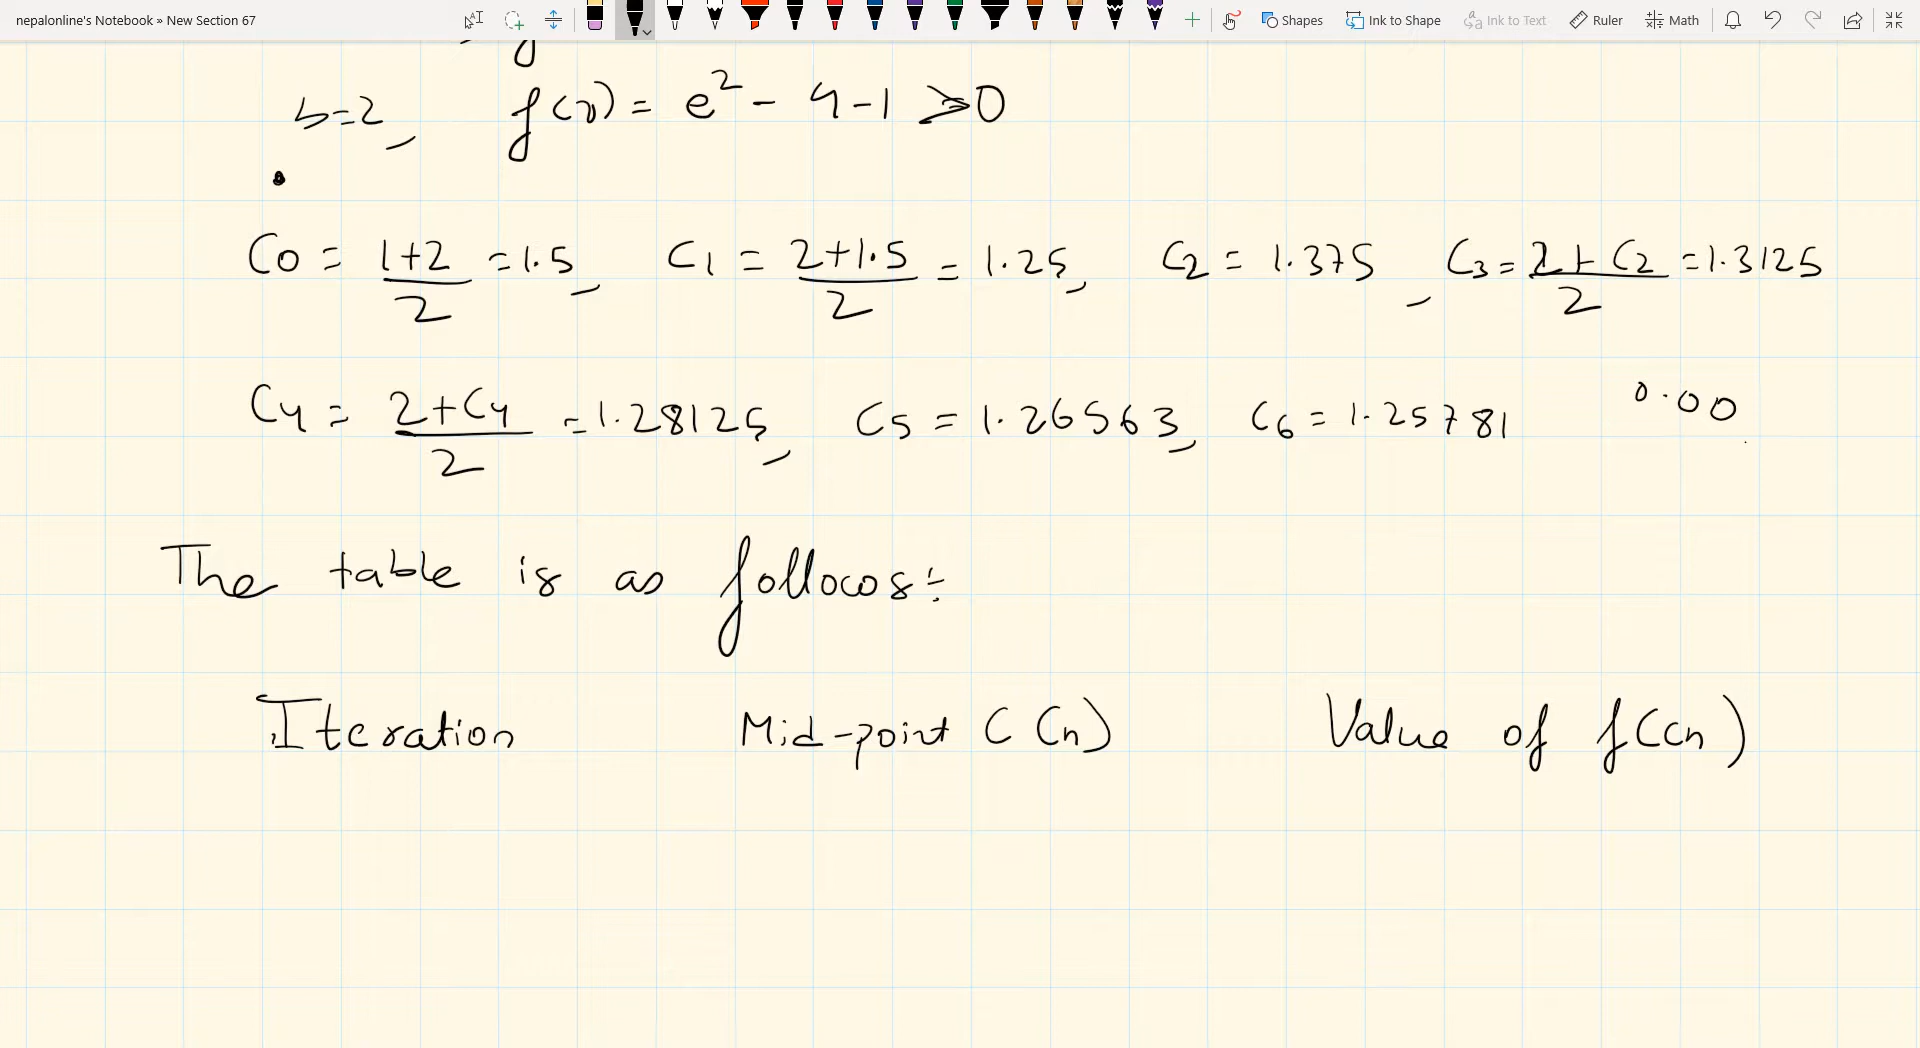 nepalonline's Notebook » New Section 67 Shapes Ink to Shape Ink to Text Ruler Math
b=2, f(2) = e² - 4 - 1 >0
C0 = 1+2/2 = 1.5, C1 = 2+1.5/2 = 1.25, C2 = 1.375, C3 = 2+C2/2 = 1.3125
C4 = 2+C4/2 = 1.28125, C5 = 1.26563, C6 = 1.25781 0.00
The table is as follows:
Iteration Mid-point C (n) Value of f(Cn)